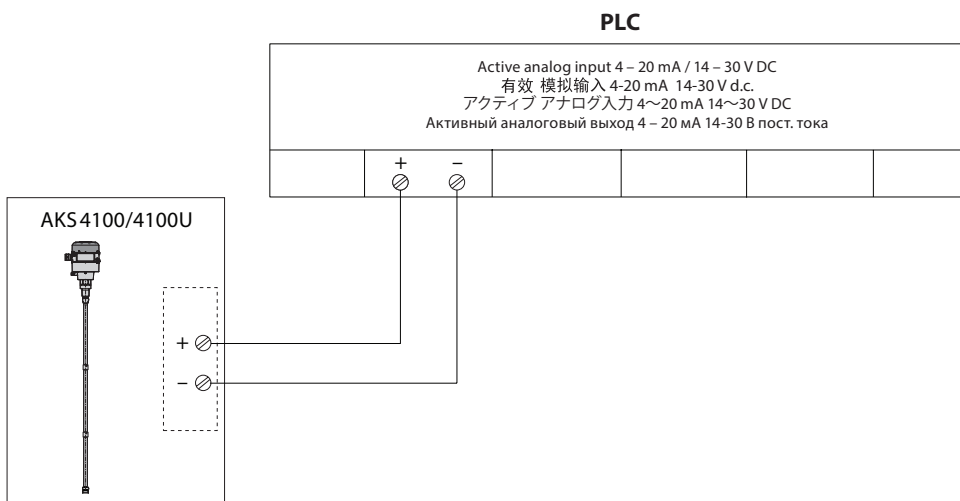 PLC
Active analog input 4 – 20 mA / 14 – 30 V DC
有效 模拟输入 4-20 mA 14-30 V d.c.
アクティブ アナログ入力 4～20 mA 14～30 V DC
Активный аналоговый выход 4 – 20 мА 14-30 В пост. тока
+ –
AKS 4100/4100U
+
–